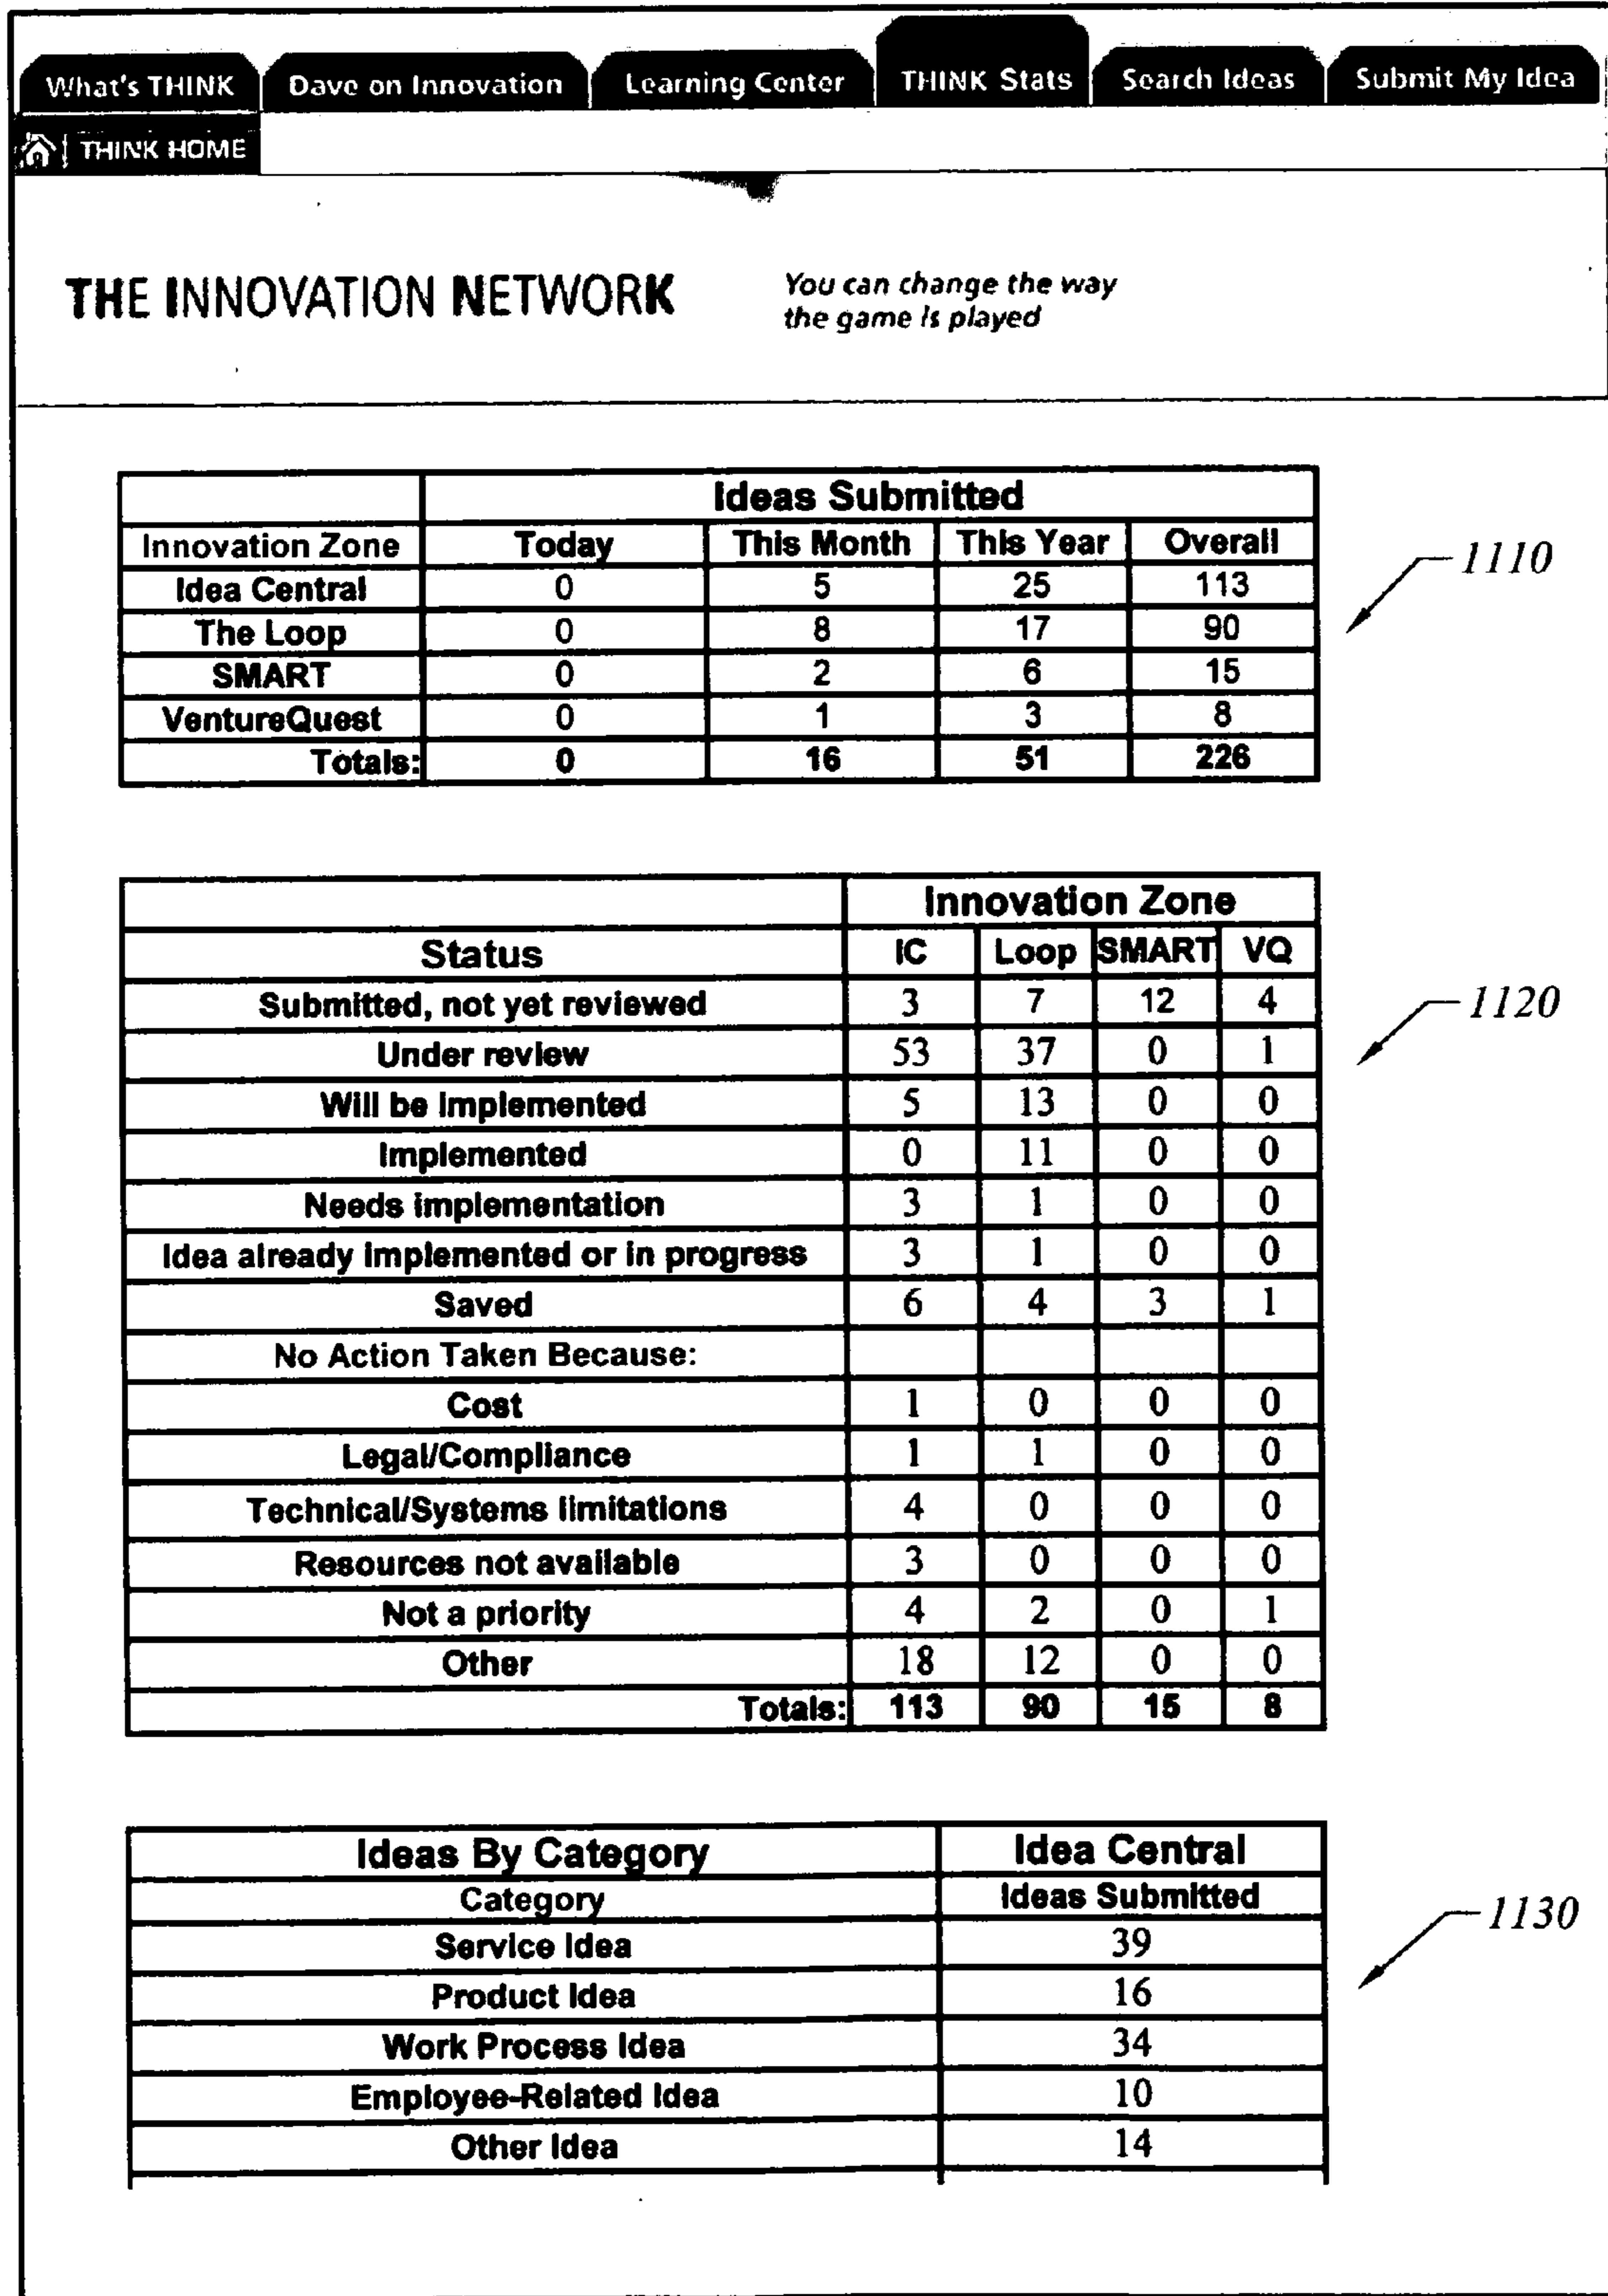 What's THINK Dave on Innovation Learning Center THINK Stats Search Ideas Submit My Idea
THINK HOME
THE INNOVATION NETWORK
You can change the way
the game is played
Ideas Submitted
Innovation Zone Today This Month This Year Overall
Idea Central 0 5 25 113
The Loop 0 8 17 90
SMART 0 2 6 15
VentureQuest 0 1 3 8
Totals: 0 16 51 226
1110
Innovation Zone
Status IC Loop SMART VQ
Submitted, not yet reviewed 3 7 12 4
Under review 53 37 0 1
Will be implemented 5 13 0 0
Implemented 0 11 0 0
Needs implementation 3 1 0 0
Idea already implemented or in progress 3 1 0 0
Saved 6 4 3 1
No Action Taken Because:
Cost 1 0 0 0
Legal/Compliance 1 1 0 0
Technical/Systems limitations 4 0 0 0
Resources not available 3 0 0 0
Not a priority 4 2 0 1
Other 18 12 0 0
Totals: 113 90 15 8
1120
Ideas By Category Idea Central
Category Ideas Submitted
Service Idea 39
Product Idea 16
Work Process Idea 34
Employee-Related Idea 10
Other Idea 14
1130